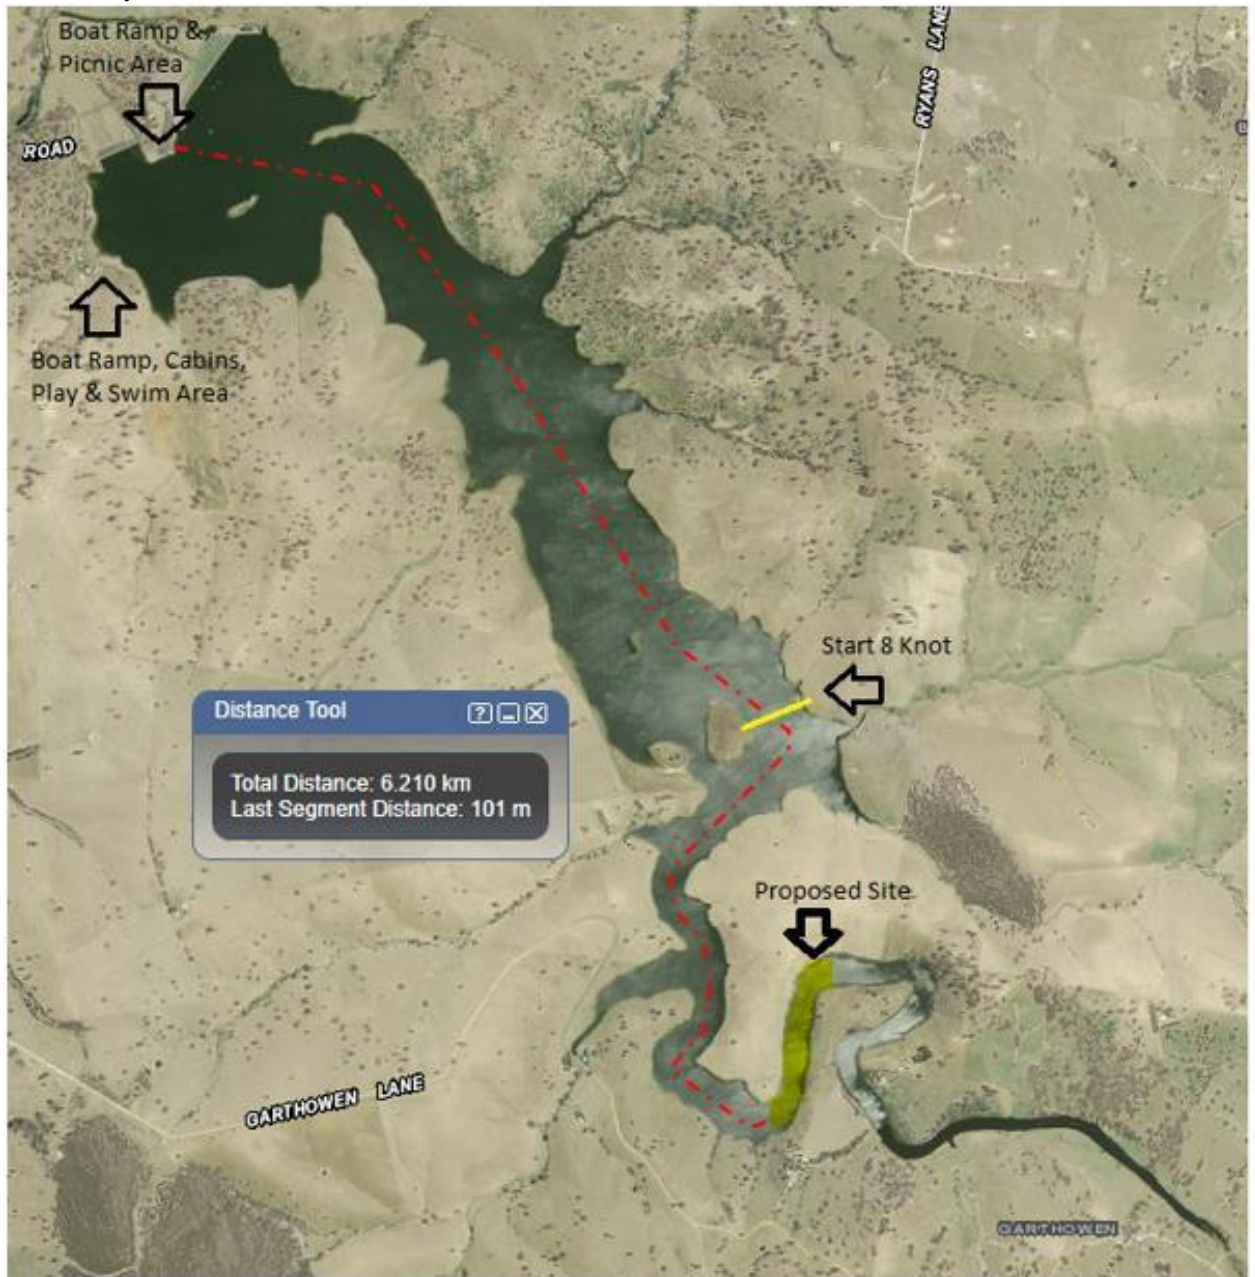 Boat Ramp &
Picnic Area
RYANS LANE
ROAD
Boat Ramp, Cabins,
Play & Swim Area
Start 8 Knot
Distance Tool
Total Distance: 6.210 km
Last Segment Distance: 101 m
Proposed Site
GARTHOWEN LANE
GARTHOWEN